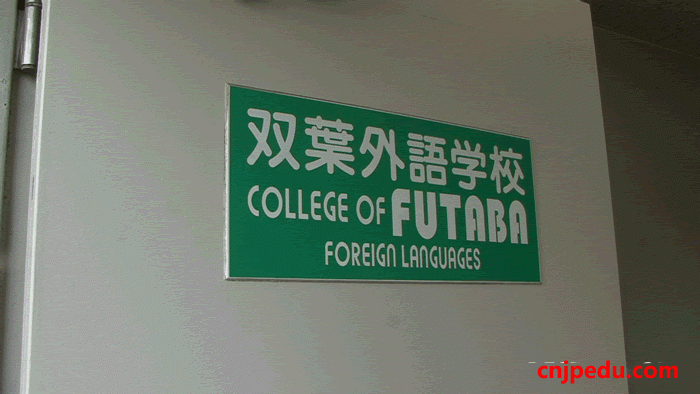 双葉外語学校
COLLEGE OF FUTABA
FOREIGN LANGUAGES
cnjpedu.com